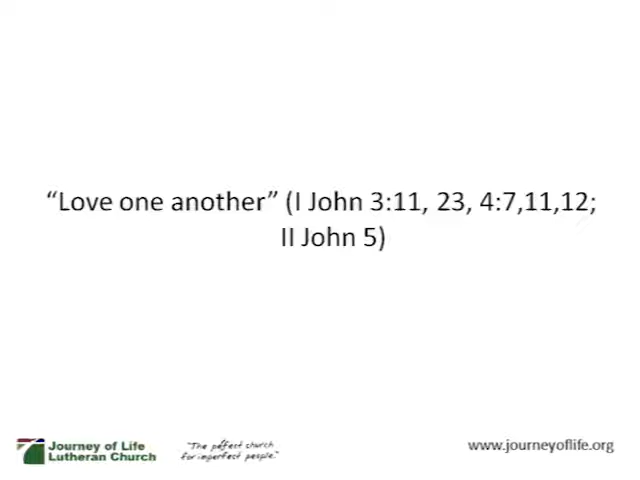 “Love one another” (I John 3:11, 23, 4:7,11,12;
II John 5)
Journey of Life
Lutheran Church
"The perfect church
for imperfect people."
www.journeyoflife.org